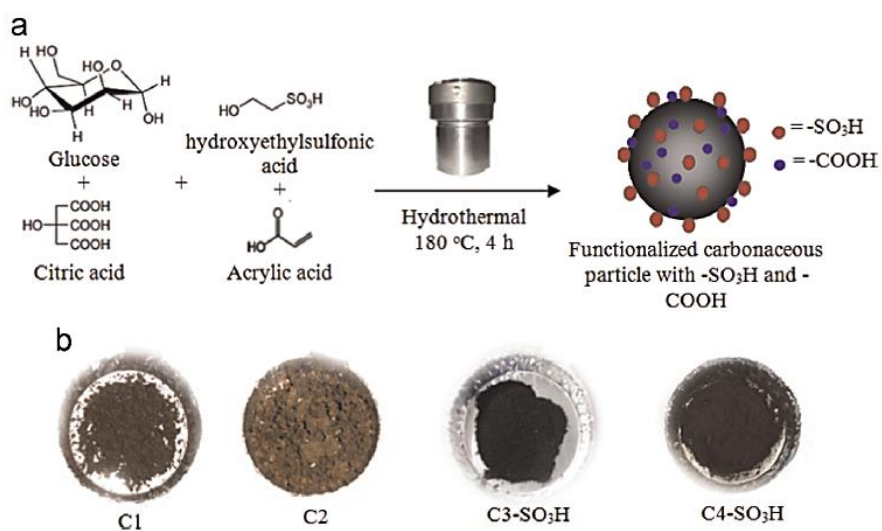 a
H
HO
H
O
HO
HO
H
HO
H
H
OH
Glucose
+
COOH
HO COOH
COOH
Citric acid
+
HO SO₃H
hydroxyethylsulfonic
acid
+
O
HO
Acrylic acid
Hydrothermal
180 °C, 4 h
= -SO₃H
= -COOH
Functionalized carbonaceous
particle with -SO₃H and -
COOH
b
C1
C2
C3-SO₃H
C4-SO₃H